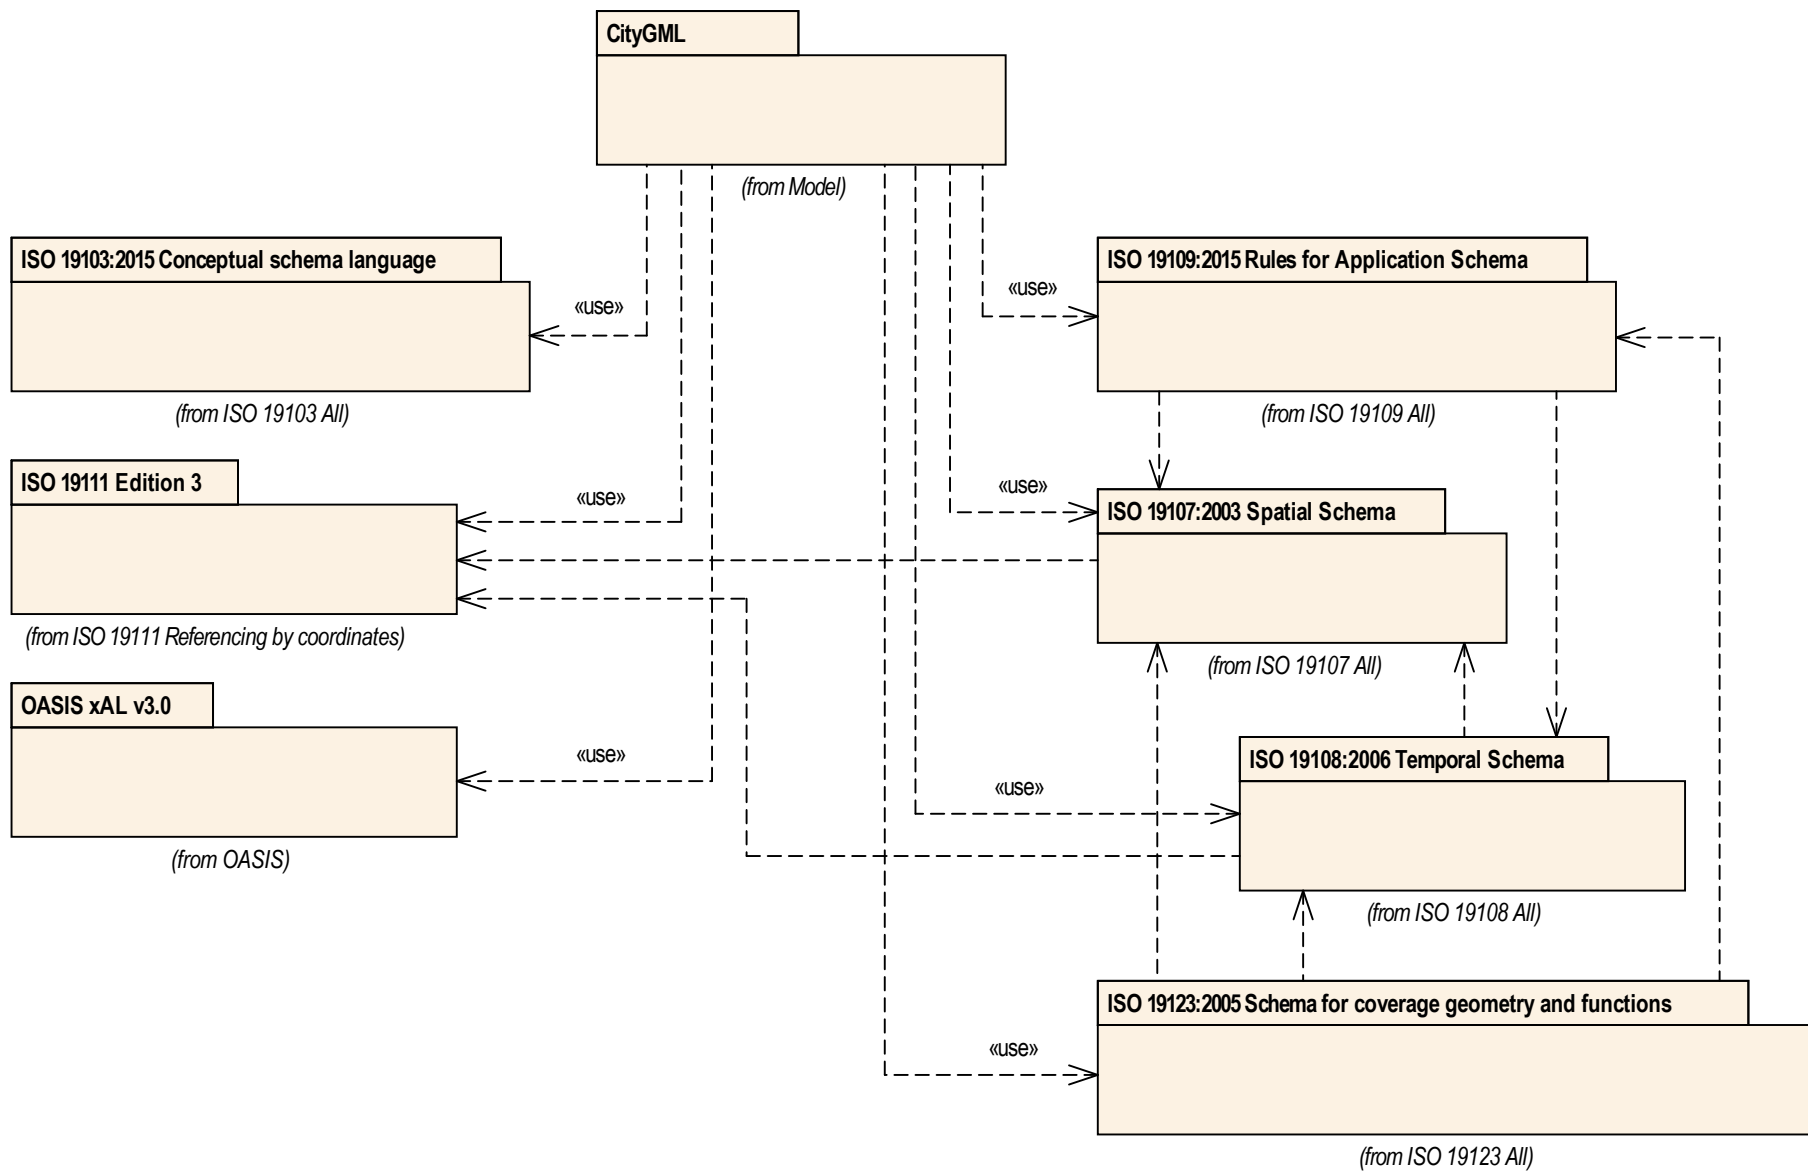 CityGML
(from Model)
ISO 19103:2015 Conceptual schema language
«use»
(from ISO 19103 All)
ISO 19109:2015 Rules for Application Schema
«use»
(from ISO 19109 All)
ISO 19111 Edition 3
«use»
(from ISO 19111 Referencing by coordinates)
«use»
ISO 19107:2003 Spatial Schema
(from ISO 19107 All)
OASIS xAL v3.0
«use»
(from OASIS)
ISO 19108:2006 Temporal Schema
«use»
(from ISO 19108 All)
ISO 19123:2005 Schema for coverage geometry and functions
«use»
(from ISO 19123 All)